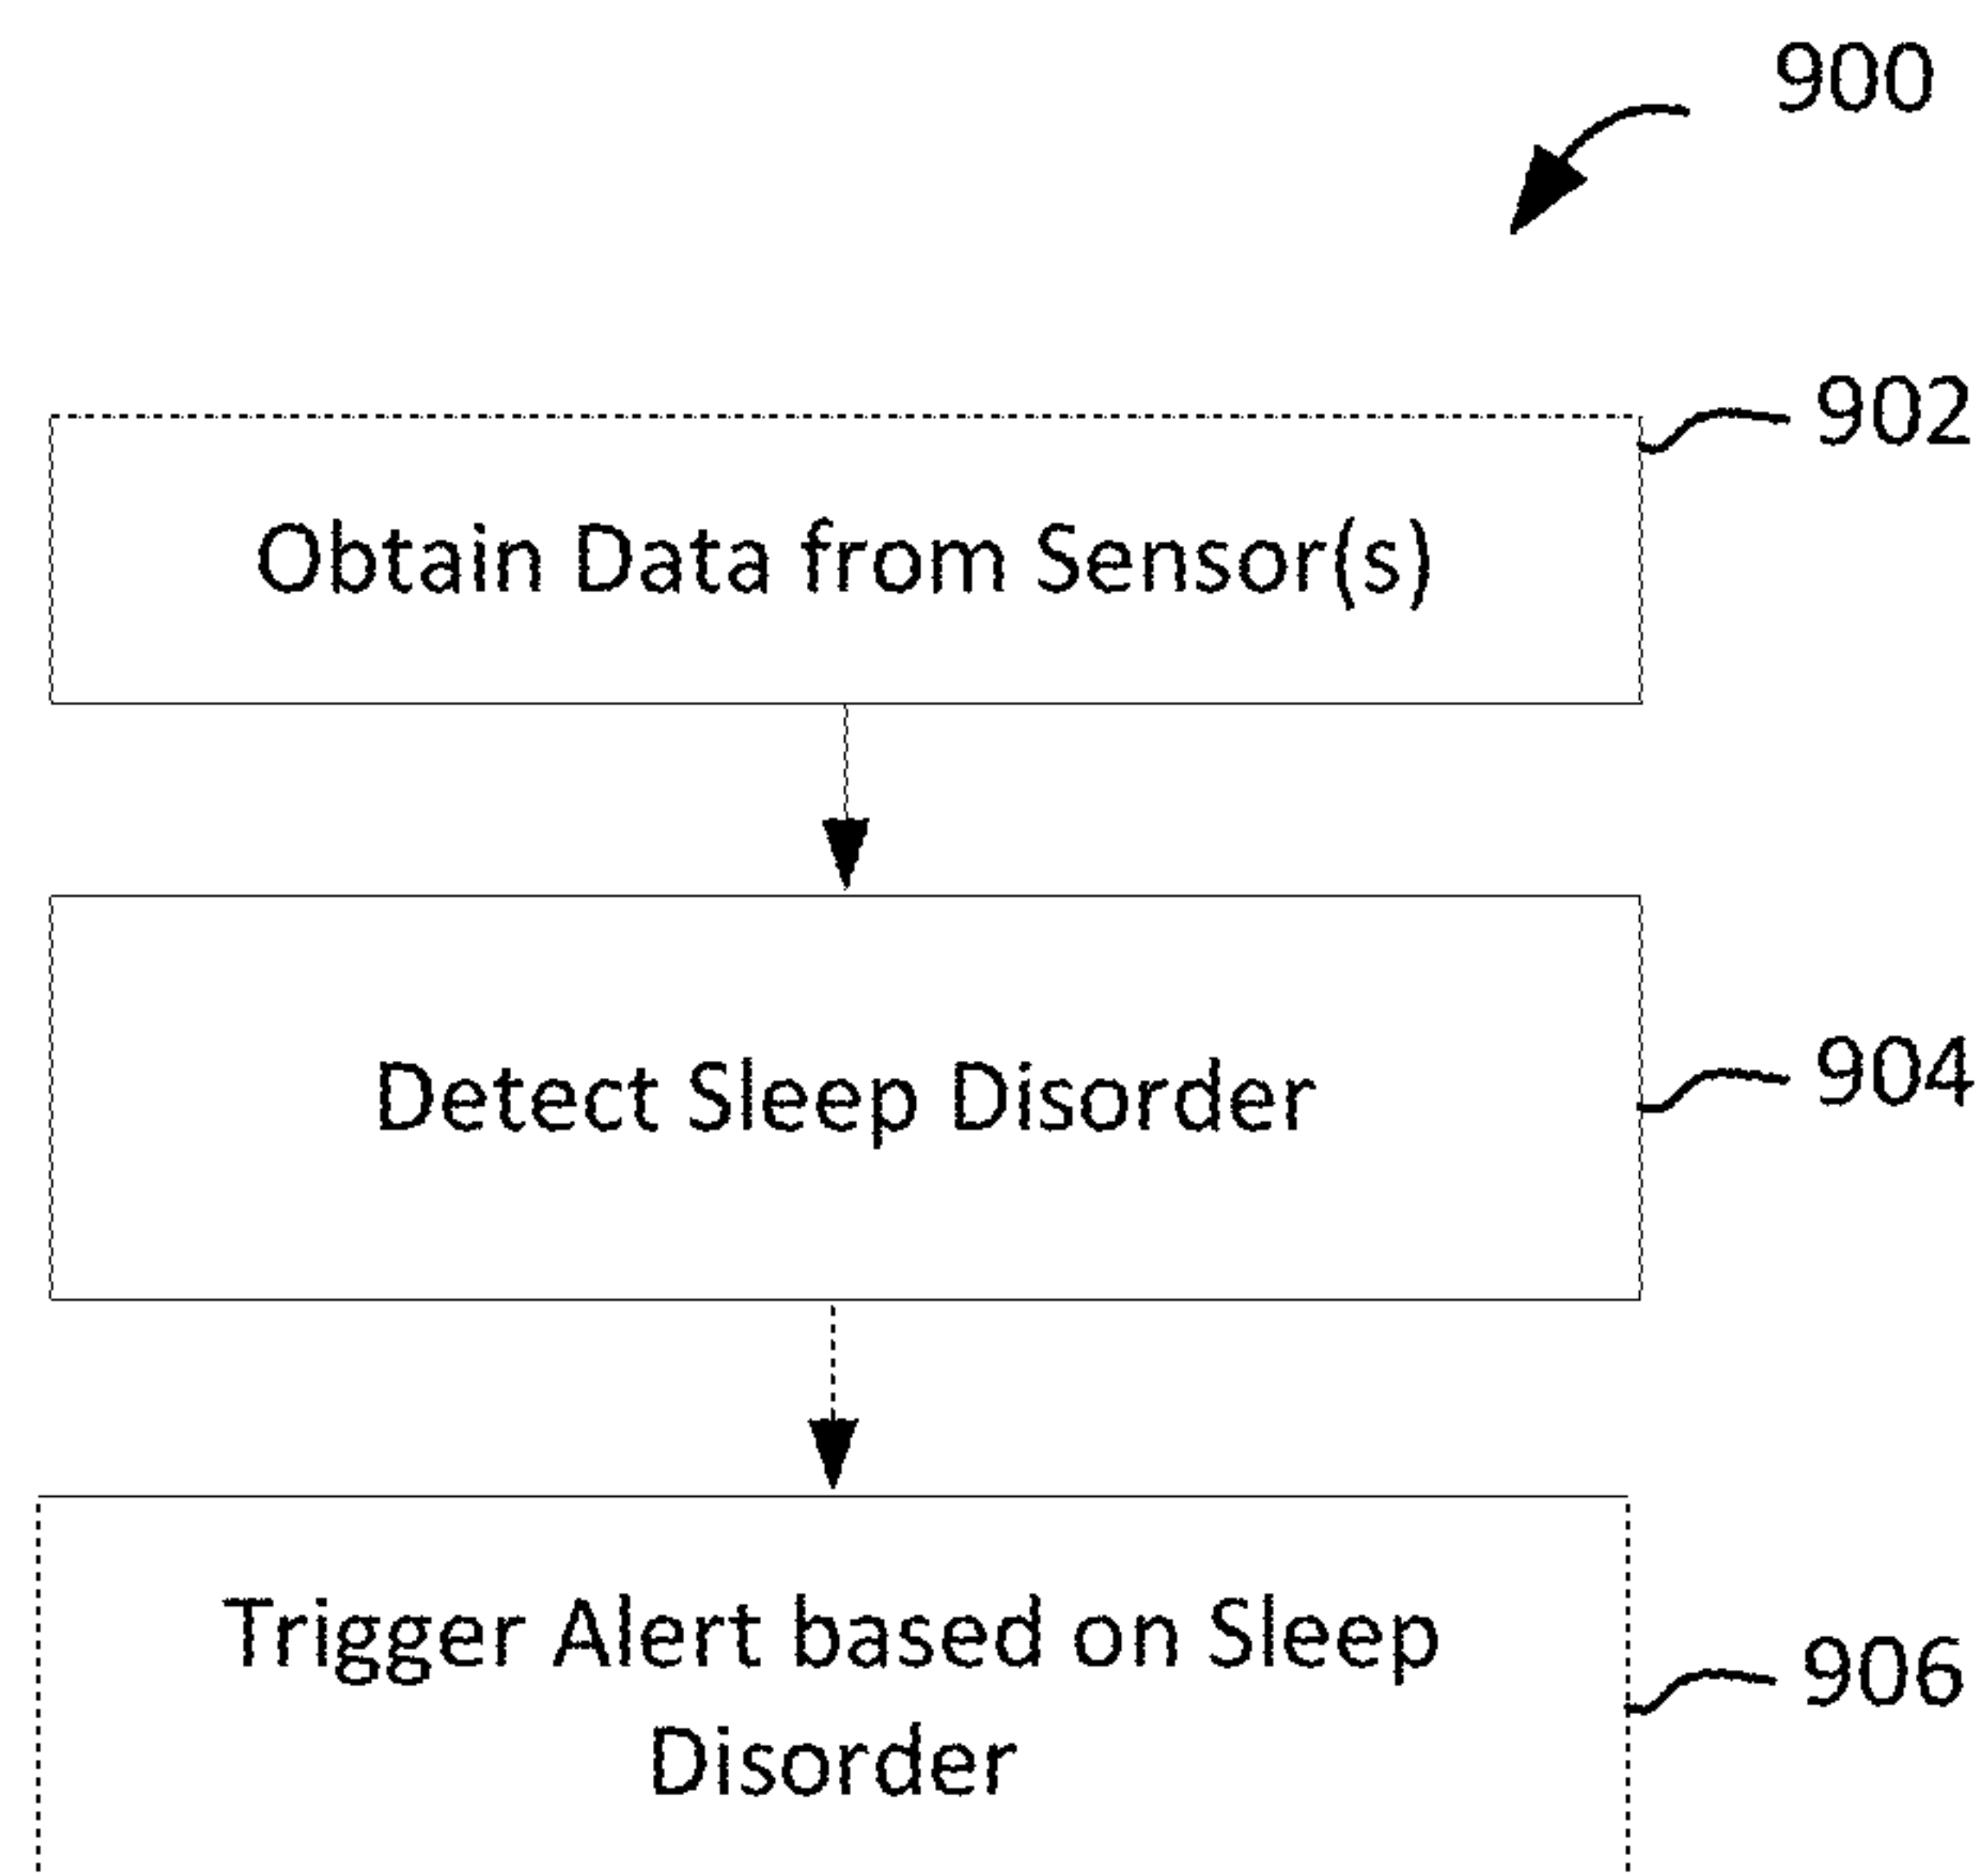 900
902
Obtain Data from Sensor(s)
Detect Sleep Disorder
904
Trigger Alert based on Sleep
Disorder
906